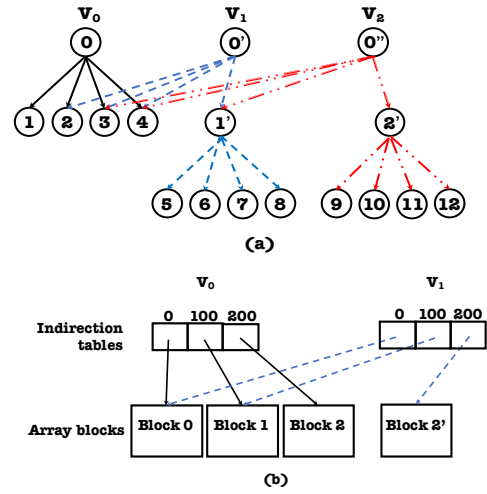 V₀ V₁ V₂
0 0' 0''
1 2 3 4 1' 2'
5 6 7 8 9 10 11 12
(a)
V₀ V₁
0 100 200 0 100 200
Indirection
tables
Array blocks Block 0 Block 1 Block 2 Block 2'
(b)